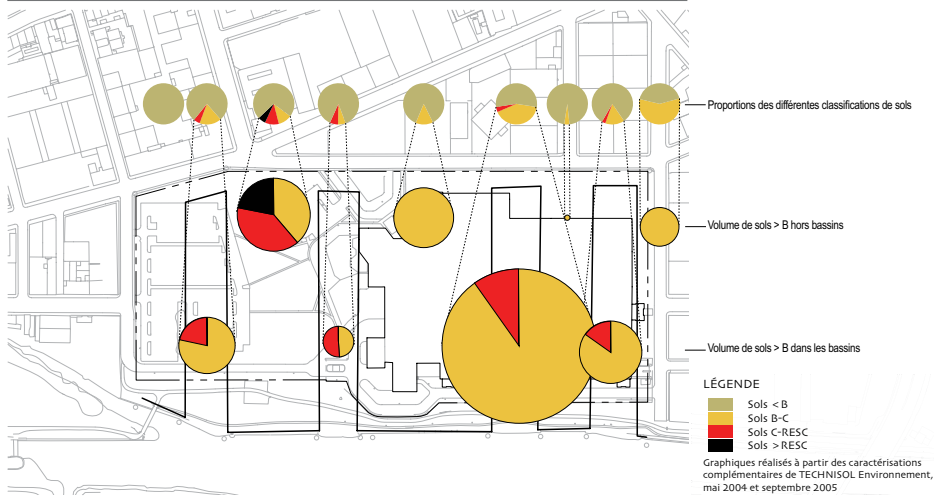 Proportions des différentes classifications de sols
Volume de sols > B hors bassins
Volume de sols > B dans les bassins
LÉGENDE
Sols < B
Sols B-C
Sols C-RESC
Sols > RESC
Graphiques réalisés à partir des caractérisations
complémentaires de TECHNISOL Environnement,
mai 2004 et septembre 2005